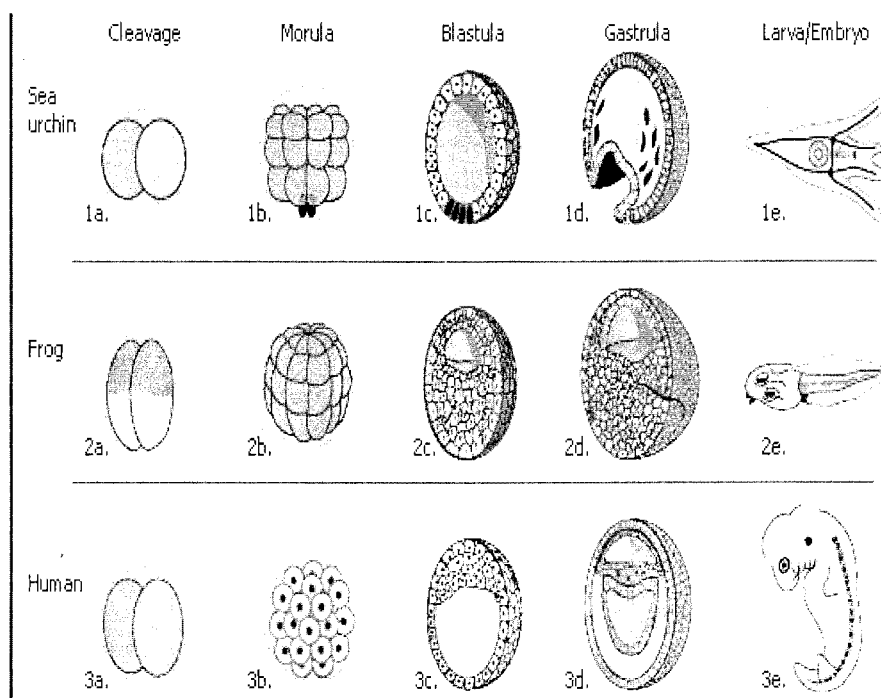 Cleavage Morula Blastula Gastrula Larva/Embryo
Sea
urchin
1a. 1b. 1c. 1d. 1e.
Frog
2a. 2b. 2c. 2d. 2e.
Human
3a. 3b. 3c. 3d. 3e.